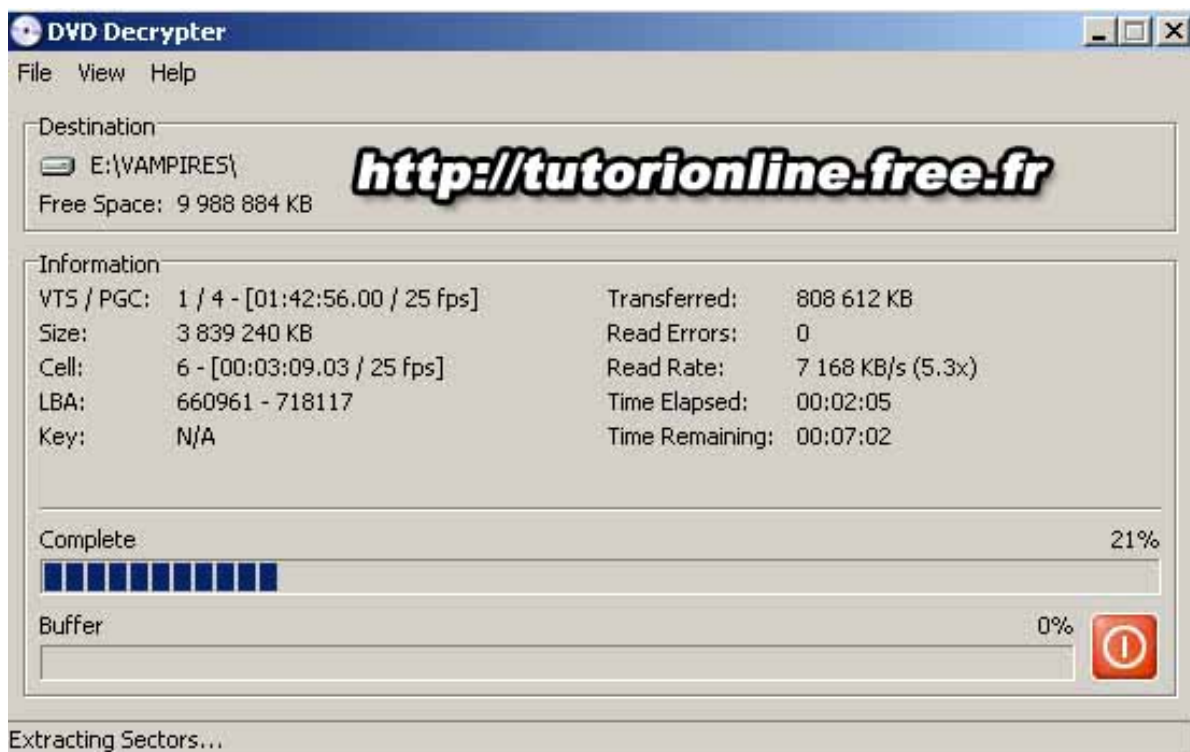 DVD Decrypter
File View Help
Destination
E:\VAMPIRES\
http://tutorionline.free.fr
Free Space: 9 988 884 KB
Information
VTS / PGC: 1 / 4 - [01:42:56.00 / 25 fps]
Transferred: 808 612 KB
Size: 3 839 240 KB
Read Errors: 0
Cell: 6 - [00:03:09.03 / 25 fps]
Read Rate: 7 168 KB/s (5.3x)
LBA: 660961 - 718117
Time Elapsed: 00:02:05
Key: N/A
Time Remaining: 00:07:02
Complete 21%
Buffer 0%
Extracting Sectors...